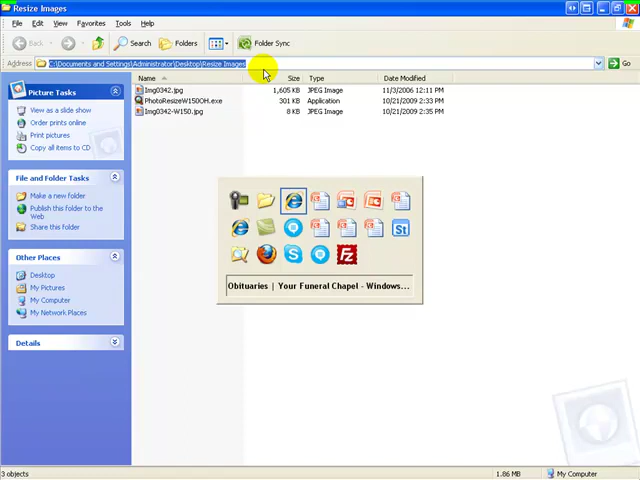 Resize Images
File Edit View Favorites Tools Help
Back Search Folders Folder Sync
Address C:\Documents and Settings\Administrator\Desktop\Resize Images Go
Picture Tasks
View as a slide show
Order prints online
Print pictures
Copy all items to CD
File and Folder Tasks
Make a new folder
Publish this folder to the
Web
Share this folder
Other Places
Desktop
My Pictures
My Computer
My Network Places
Details
Name Size Type Date Modified
Img0342.jpg 1,605 KB JPEG Image 11/3/2006 12:11 PM
PhotoResizeW150OH.exe 301 KB Application 10/21/2009 2:33 PM
Img0342-W150.jpg 8 KB JPEG Image 10/21/2009 2:35 PM
St
Fz
Obituaries | Your Funeral Chapel - Windows...
3 objects 1.86 MB My Computer